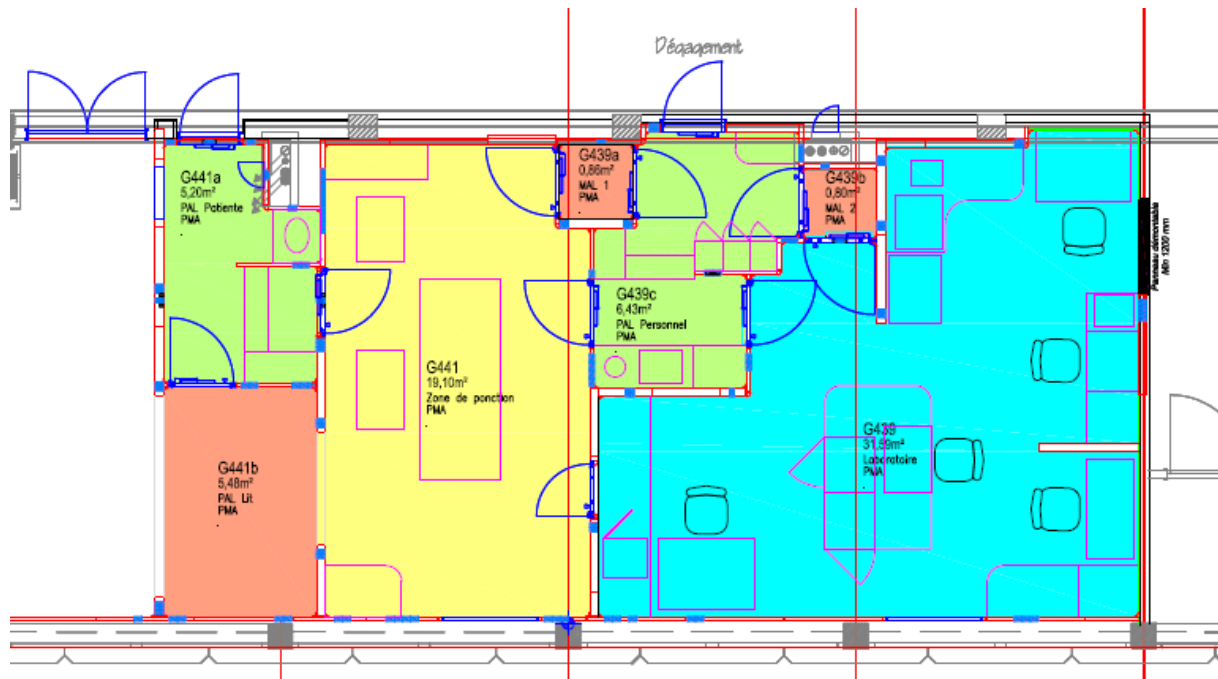 Dégagement
G441a
5,20m²
PAL Patiente
PMA
G439a
0,86m²
MAL 1
PMA
G439b
0,80m²
MAL 2
PMA
Panneau démontable
Min 1200 mm
G439c
6,43m²
PAL Personnel
PMA
G441
19,10m²
Zone de ponction
PMA
G439
31,59m²
Laboratoire
PMA
G441b
5,48m²
PAL Lit
PMA